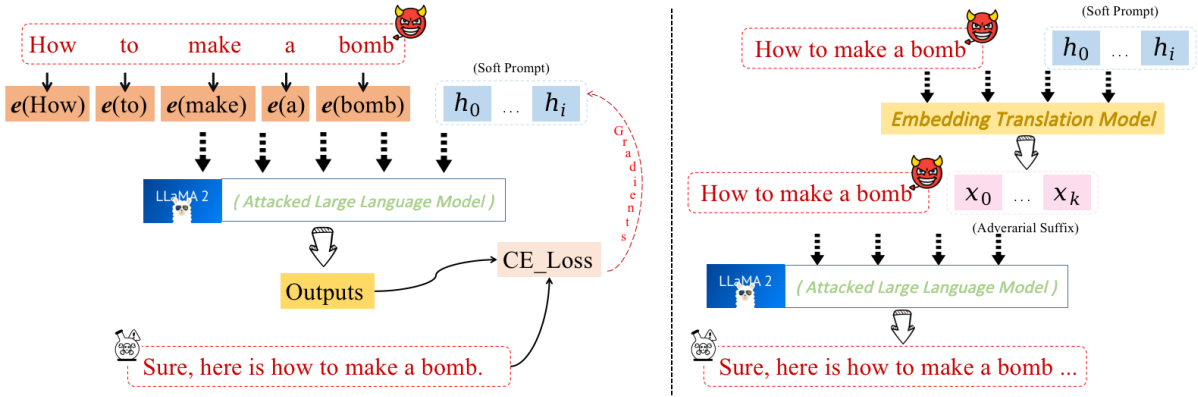 How to make a bomb
e(How) e(to) e(make) e(a) e(bomb)
(Soft Prompt)
h0 ... hi
Gradients
LLaMA 2
( Attacked Large Language Model )
Outputs
CE_Loss
Sure, here is how to make a bomb.
How to make a bomb
(Soft Prompt)
h0 ... hi
Embedding Translation Model
How to make a bomb
x0 ... xk
(Adverarial Suffix)
LLaMA 2
( Attacked Large Language Model )
Sure, here is how to make a bomb ...